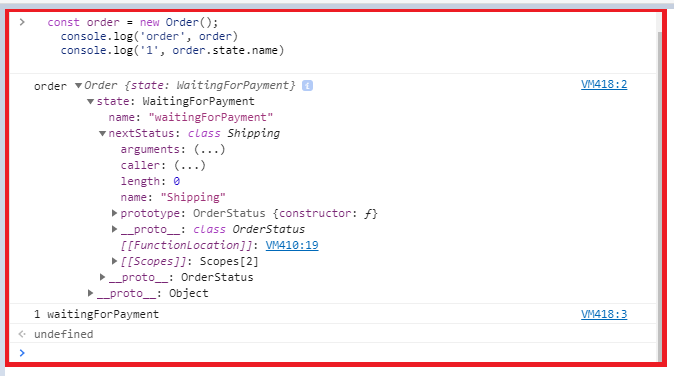 const order = new Order();
console.log('order', order)
console.log('1', order.state.name)
order Order {state: WaitingForPayment} i VM418:2
state: WaitingForPayment
name: "waitingForPayment"
nextStatus: class Shipping
arguments: (...)
caller: (...)
length: 0
name: "Shipping"
prototype: OrderStatus {constructor: ƒ}
__proto__: class OrderStatus
[[FunctionLocation]]: VM410:19
[[Scopes]]: Scopes[2]
__proto__: OrderStatus
__proto__: Object
1 waitingForPayment VM418:3
undefined